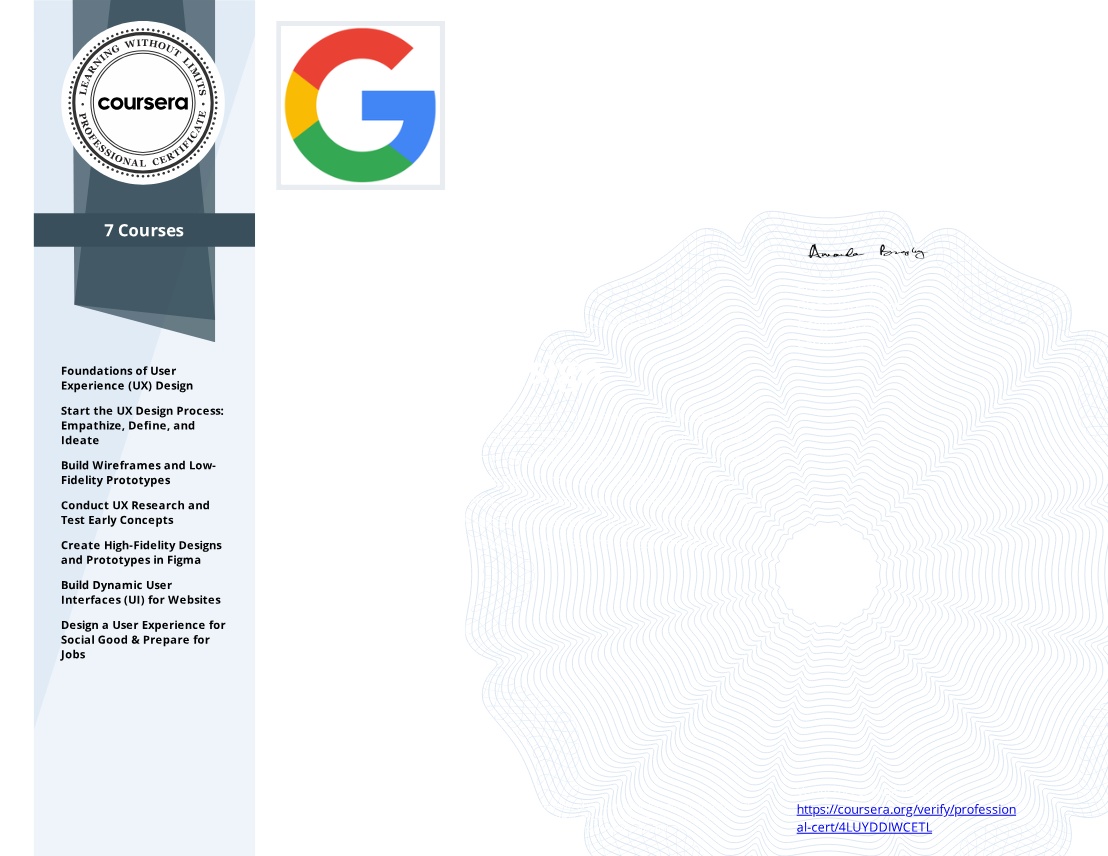 LEARNING WITHOUT LIMITS
coursera
PROFESSIONAL CERTIFICATE
7 Courses
Foundations of User
Experience (UX) Design
Start the UX Design Process:
Empathize, Define, and
Ideate
Build Wireframes and Low-
Fidelity Prototypes
Conduct UX Research and
Test Early Concepts
Create High-Fidelity Designs
and Prototypes in Figma
Build Dynamic User
Interfaces (UI) for Websites
Design a User Experience for
Social Good & Prepare for
Jobs
https://coursera.org/verify/profession
al-cert/4LUYDDIWCETL